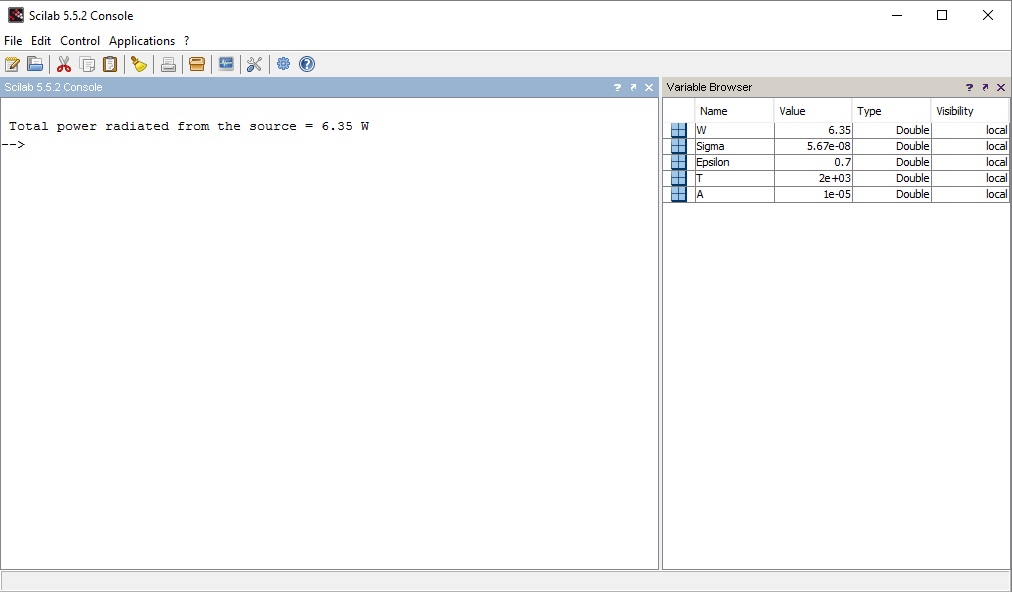 Scilab 5.5.2 Console
File Edit Control Applications ?
Scilab 5.5.2 Console
Total power radiated from the source = 6.35 W
-->
Variable Browser
Name Value Type Visibility
W 6.35 Double local
Sigma 5.67e-08 Double local
Epsilon 0.7 Double local
T 2e+03 Double local
A 1e-05 Double local